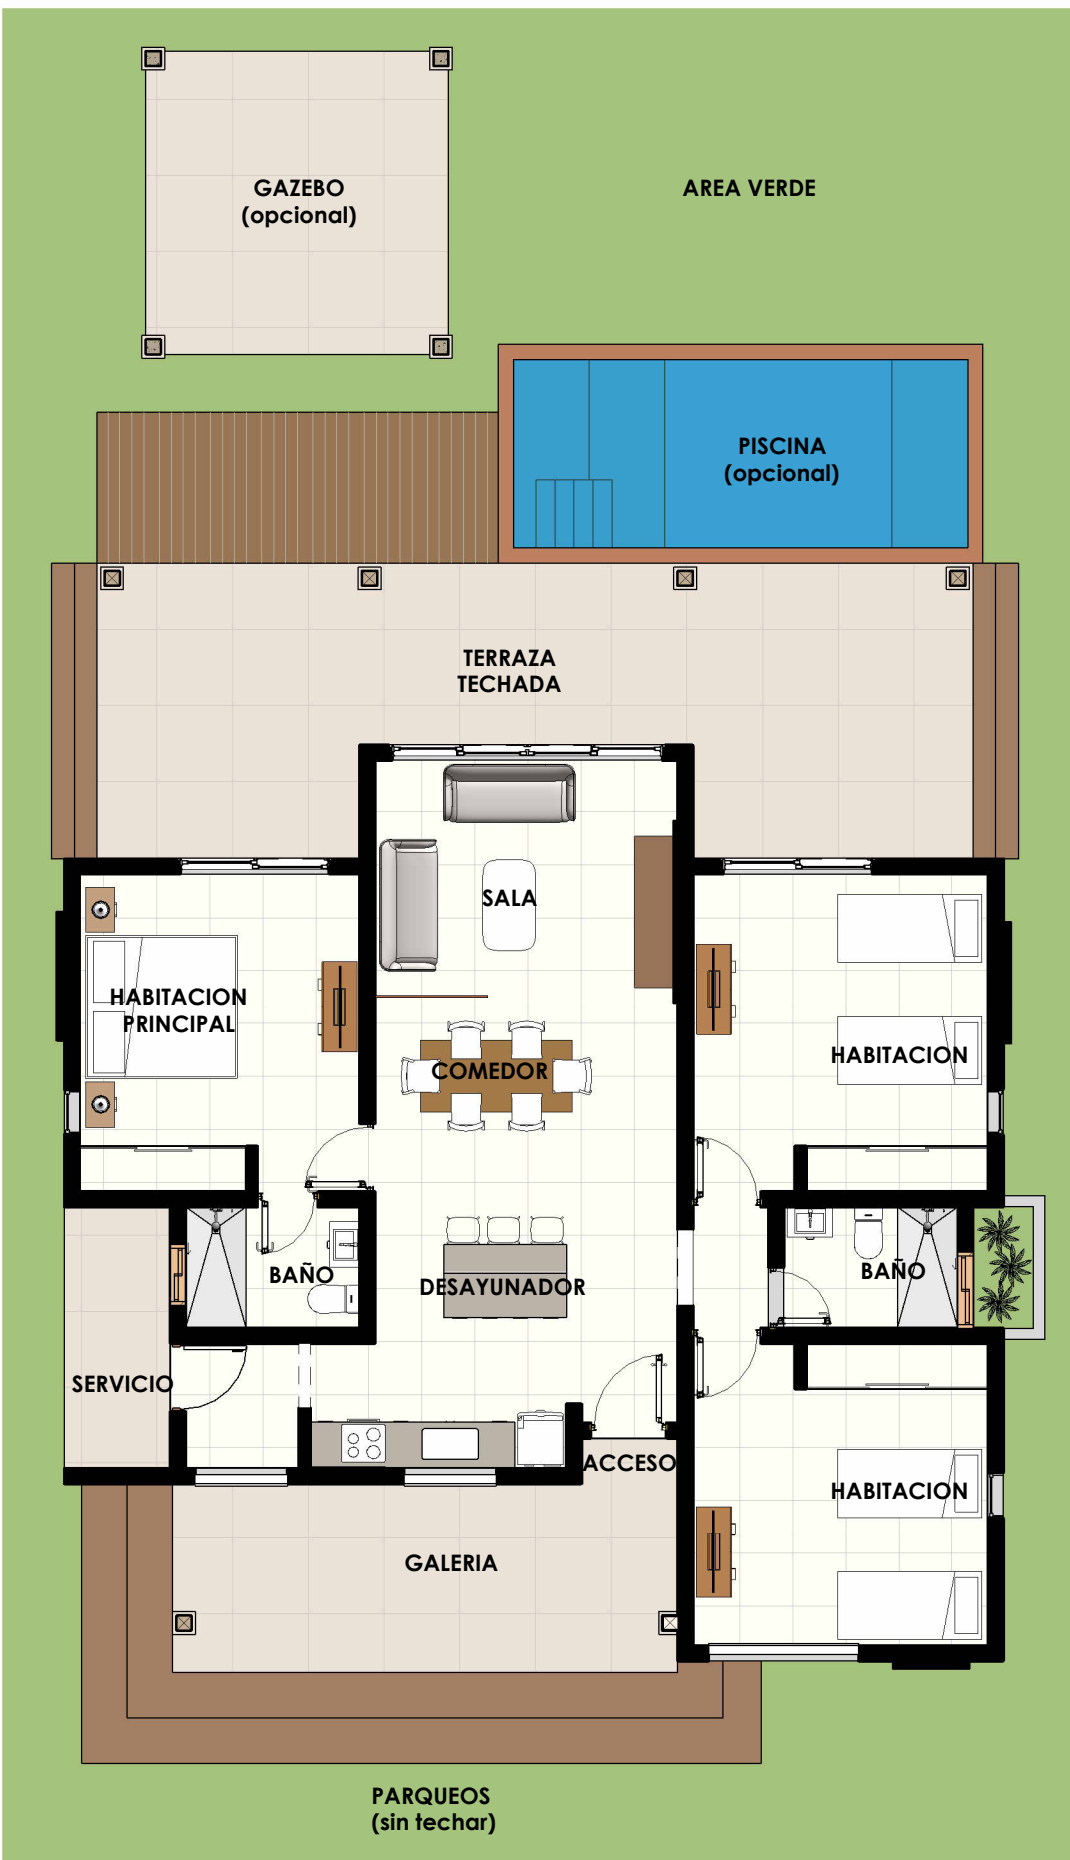 GAZEBO
(opcional)
AREA VERDE
PISCINA
(opcional)
TERRAZA
TECHADA
SALA
HABITACION
PRINCIPAL
COMEDOR
HABITACION
BAÑO
DESAYUNADOR
BAÑO
SERVICIO
ACCESO
HABITACION
GALERIA
PARQUEOS
(sin techar)